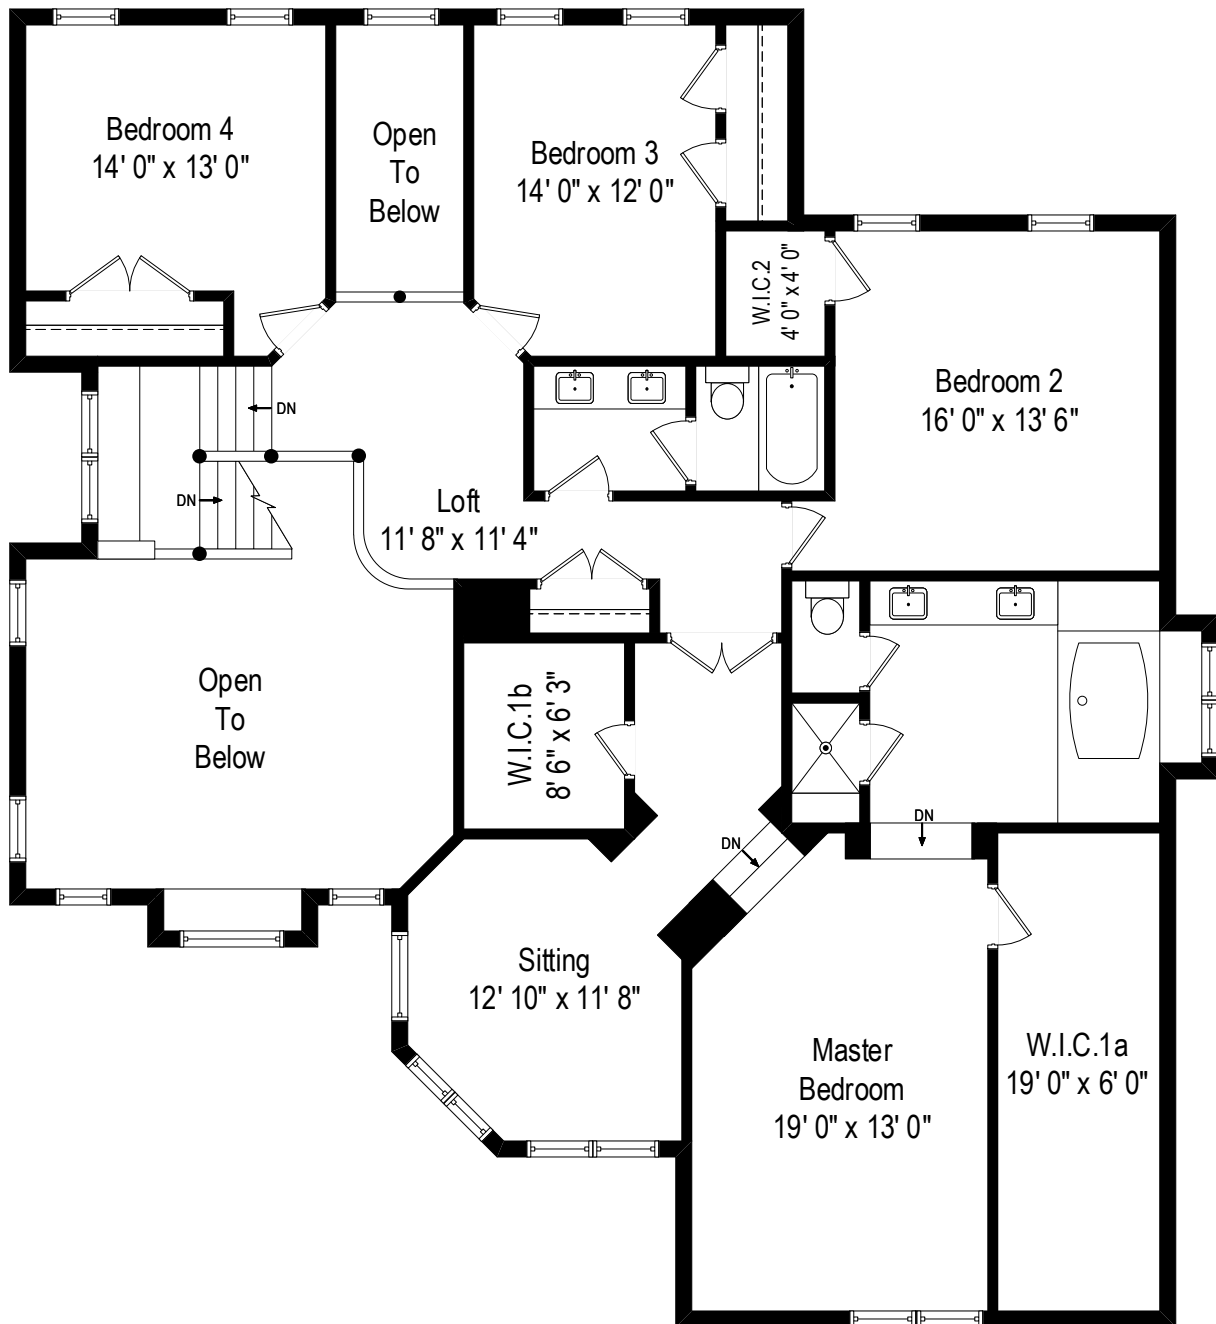 Bedroom 4
14' 0" x 13' 0"
Open
To
Below
Bedroom 3
14' 0" x 12' 0"
W.I.C.2
4' 0" x 4' 0"
Bedroom 2
16' 0" x 13' 6"
DN
DN
Loft
11' 8" x 11' 4"
Open
To
Below
W.I.C.1b
8' 6" x 6' 3"
DN
DN
Sitting
12' 10" x 11' 8"
Master
Bedroom
19' 0" x 13' 0"
W.I.C.1a
19' 0" x 6' 0"